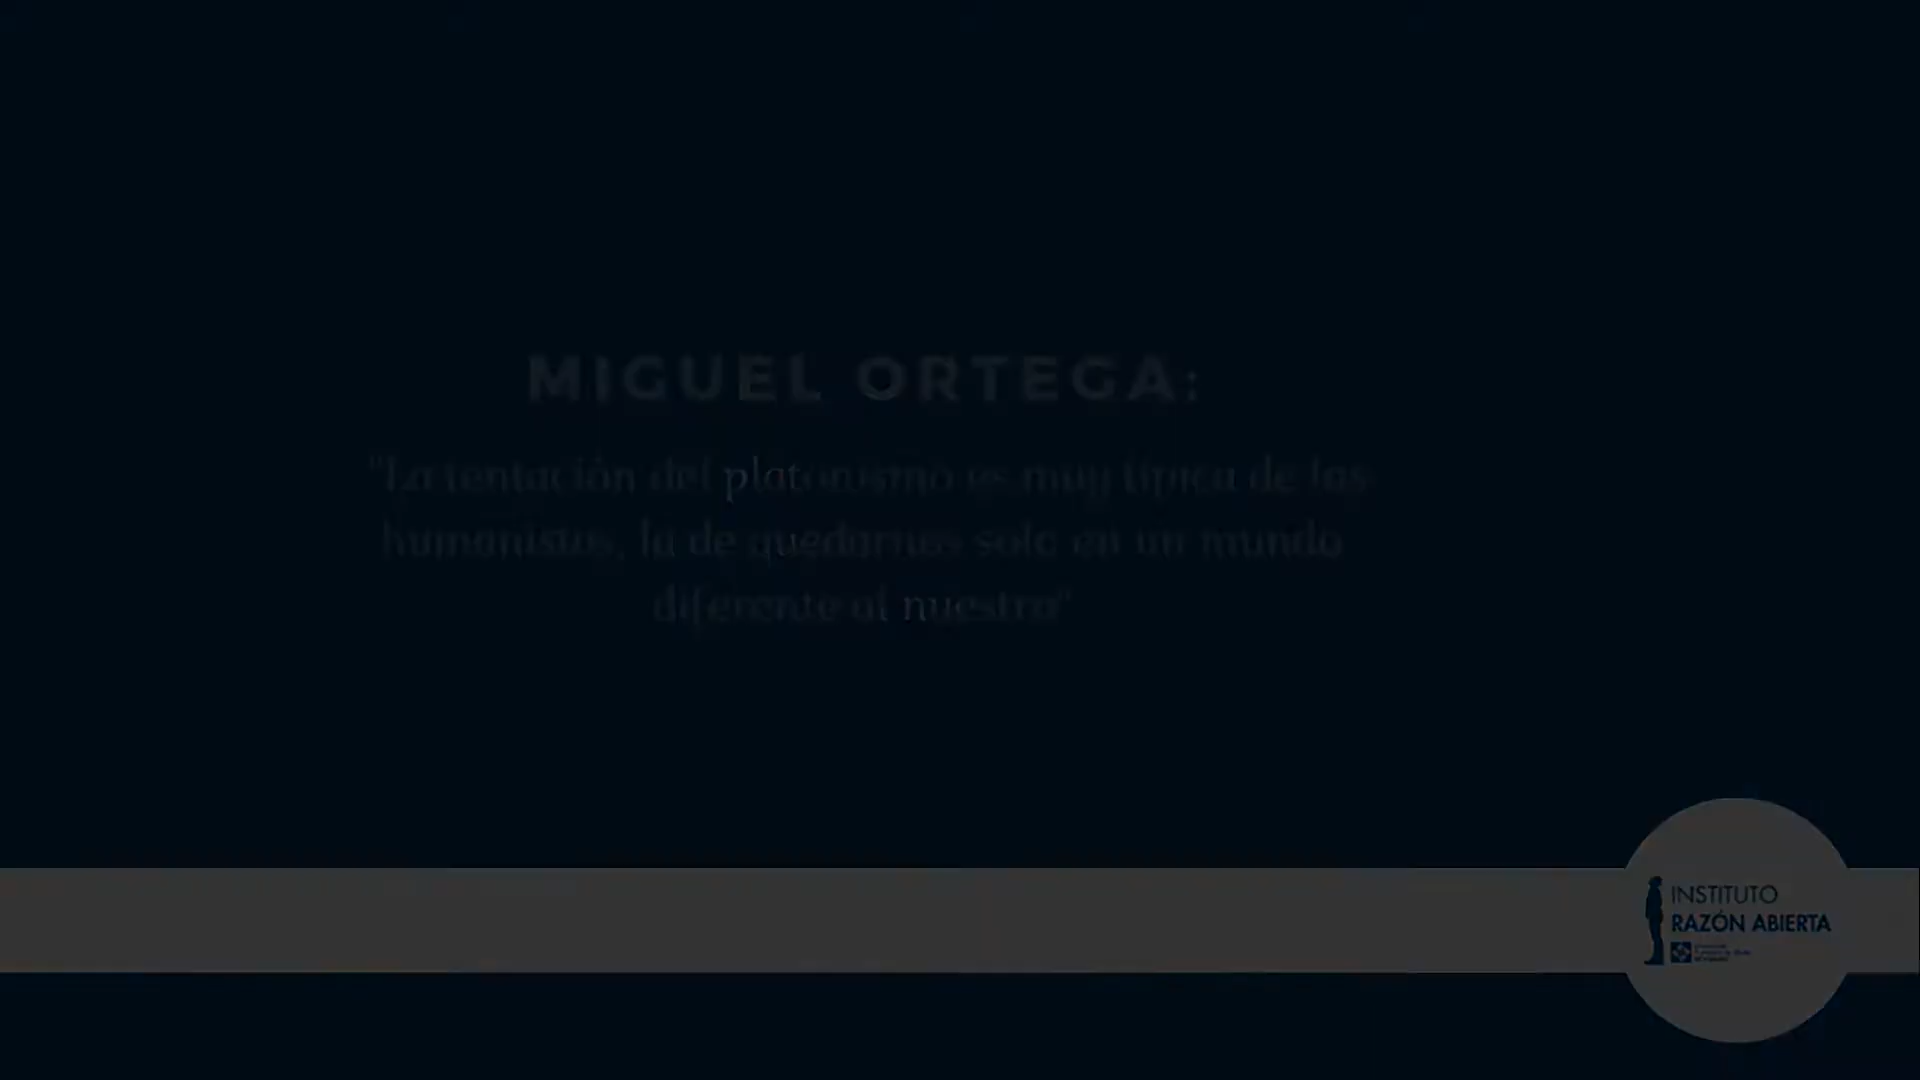 MIGUEL ORTEGA:
"La tentación del platonismo es muy típica de los
humanistas, la de quedarnos solo en un mundo
diferente al nuestro"
INSTITUTO
RAZÓN ABIERTA